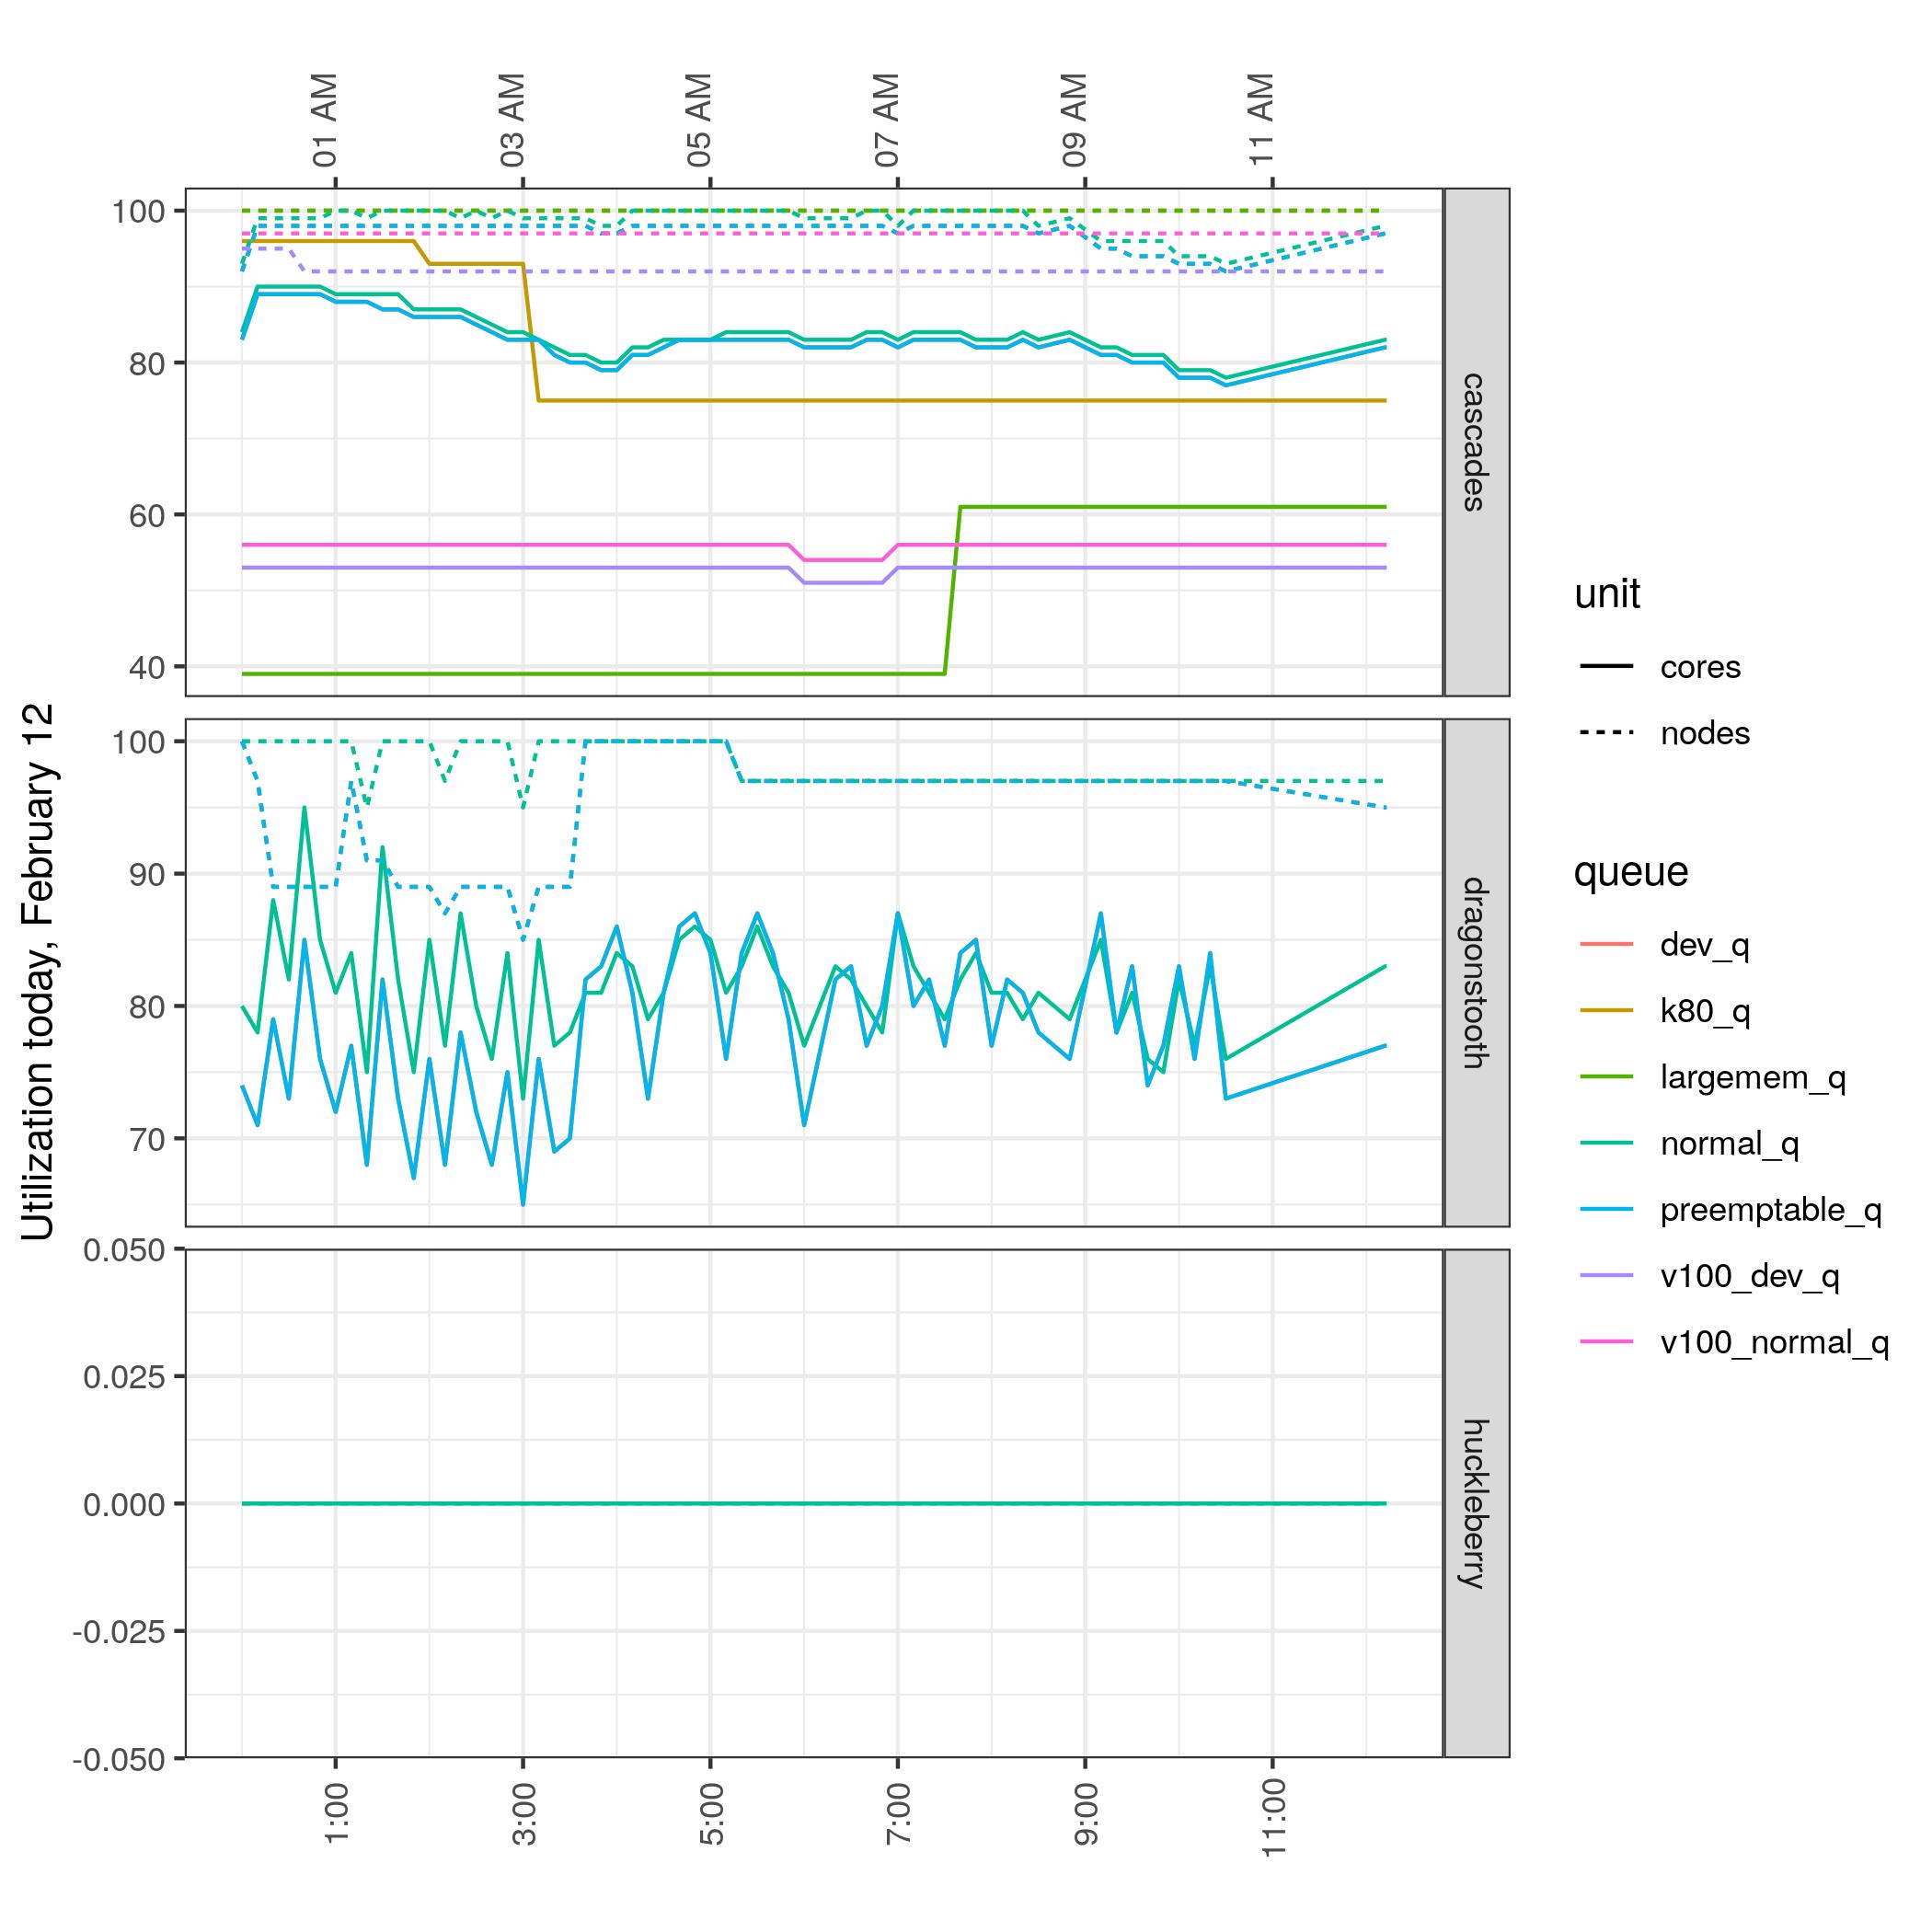 01 AM
03 AM
05 AM
07 AM
09 AM
11 AM
Utilization today, February 12
100
80
60
40
cascades
100
90
80
70
dragonstooth
0.050
0.025
0.000
-0.025
-0.050
huckleberry
1:00
3:00
5:00
7:00
9:00
11:00
unit
cores
nodes
queue
dev_q
k80_q
largemem_q
normal_q
preemptable_q
v100_dev_q
v100_normal_q